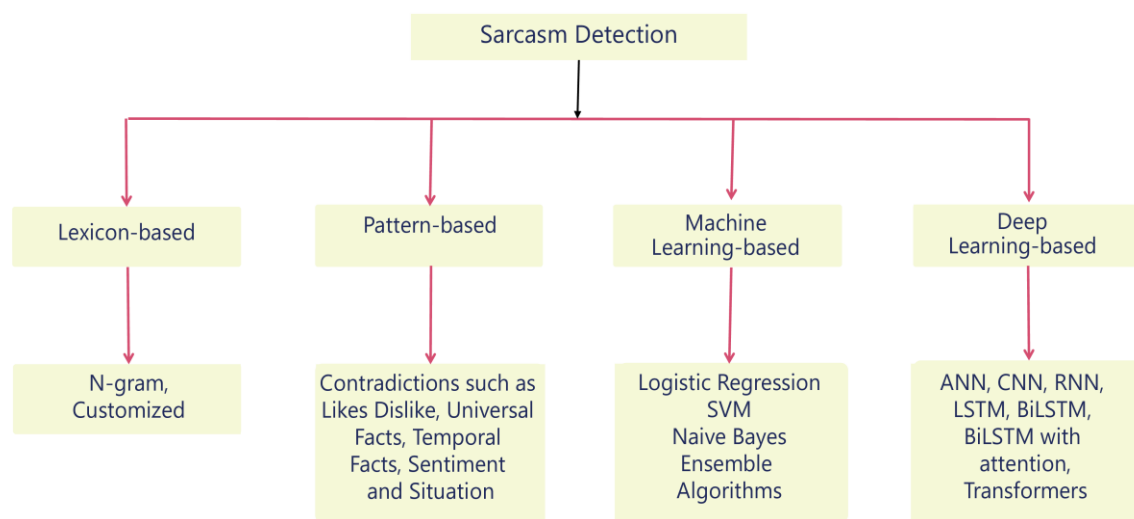 Sarcasm Detection
Lexicon-based
Pattern-based
Machine
Learning-based
Deep
Learning-based
N-gram,
Customized
Contradictions such as
Likes Dislike, Universal
Facts, Temporal
Facts, Sentiment
and Situation
Logistic Regression
SVM
Naive Bayes
Ensemble
Algorithms
ANN, CNN, RNN,
LSTM, BiLSTM,
BiLSTM with
attention,
Transformers